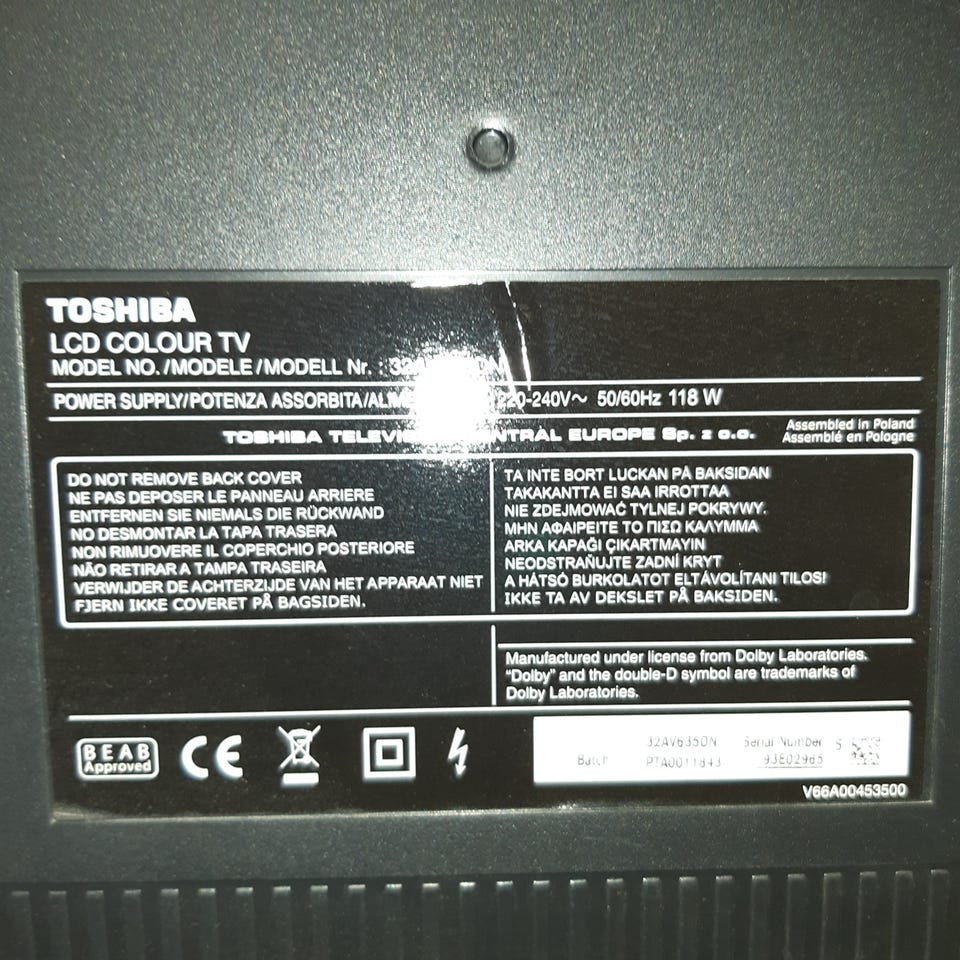 TOSHIBA
LCD COLOUR TV
MODEL NO./MODELE/MODELL Nr. :
POWER SUPPLY/POTENZA ASSORBITA/ 220-240V~ 50/60Hz 118 W
TOSHIBA EUROPE Sp. z o.o.
Assembled in Poland
Assemblé en Pologne
DO NOT REMOVE BACK COVER
NE PAS DEPOSER LE PANNEAU ARRIERE
ENTFERNEN SIE NIEMALS DIE RÜCKWAND
NO DESMONTAR LA TAPA TRASERA
NON RIMUOVERE IL COPERCHIO POSTERIORE
NÃO RETIRAR A TAMPA TRASEIRA
VERWIJDER DE ACHTERZIJDE VAN HET APPARAAT NIET
FJERN IKKE COVERET PÅ BAGSIDEN.
TA INTE BORT LUCKAN PÅ BAKSIDAN
TAKAKANTTA EI SAA IRROTTAA
NIE ZDEJMOWAĆ TYLNEJ POKRYWY.
ΜΗΝ ΑΦΑΙΡΕΙΤΕ ΤΟ ΠΙΣΩ ΚΑΛΥΜΜΑ
ARKA KAPAĞI ÇIKARTMAYIN
NEODSTRAŇUJTE ZADNÍ KRYT
A HÁTSÓ BURKOLATOT ELTÁVOLÍTANI TILOS!
IKKE TA AV DEKSLET PÅ BAKSIDEN.
Manufactured under license from Dolby Laboratories.
"Dolby" and the double-D symbol are trademarks of
Dolby Laboratories.
BEAB
Approved
CE
32AV635DN Serial Number S
Batch PTA0011843 93E02965
V66A00453500